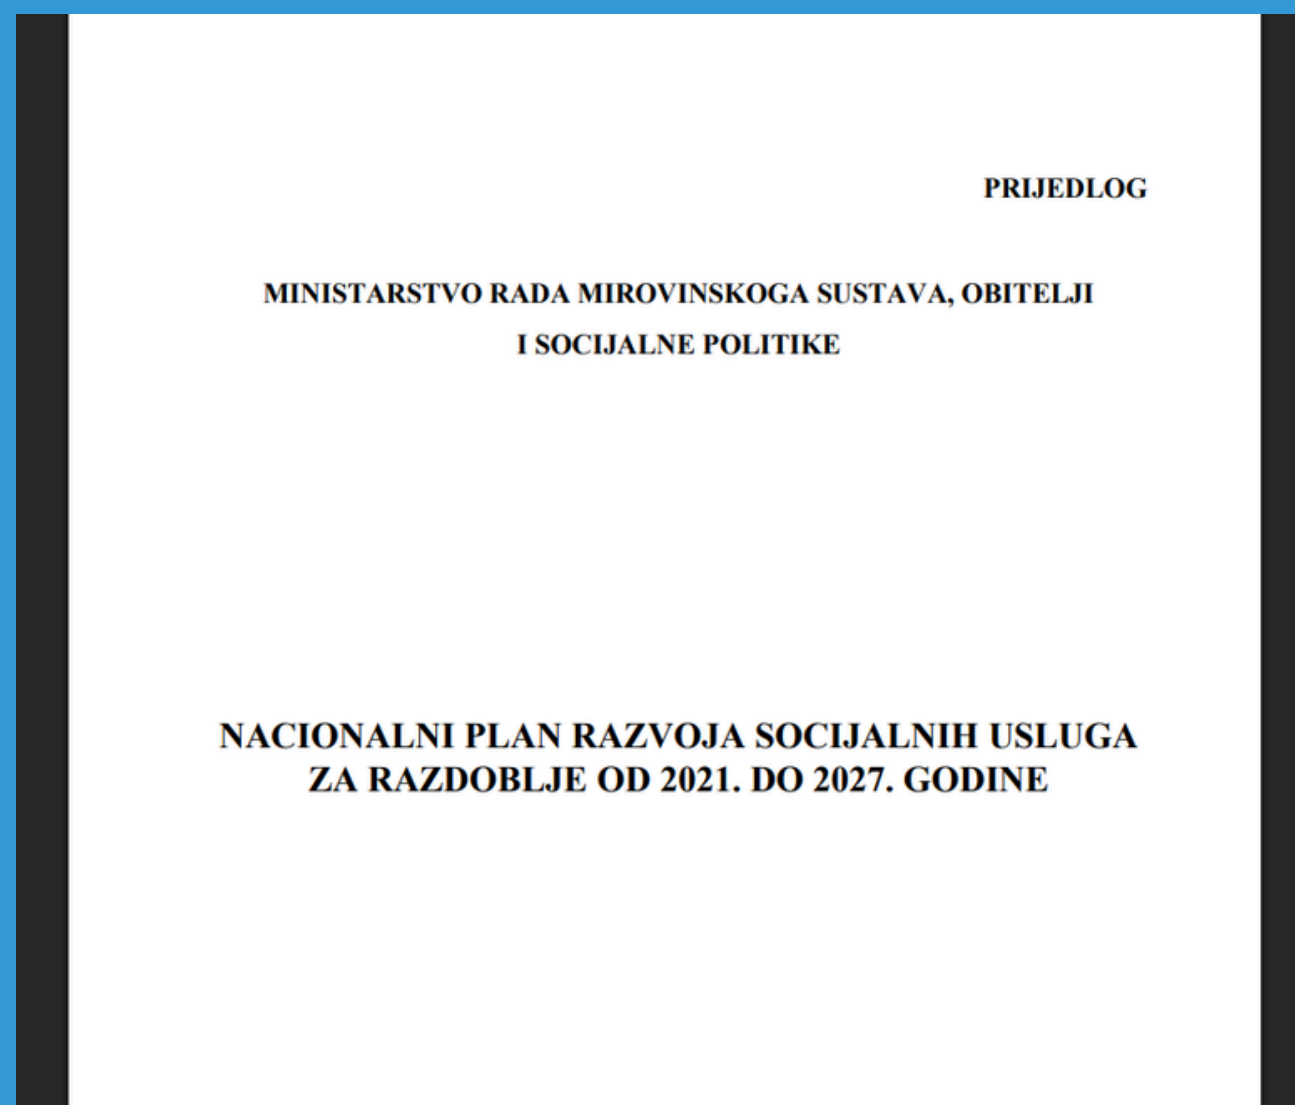 PRIJEDLOG
MINISTARSTVO RADA MIROVINSKOGA SUSTAVA, OBITELJI
I SOCIJALNE POLITIKE
NACIONALNI PLAN RAZVOJA SOCIJALNIH USLUGA
ZA RAZDOBLJE OD 2021. DO 2027. GODINE